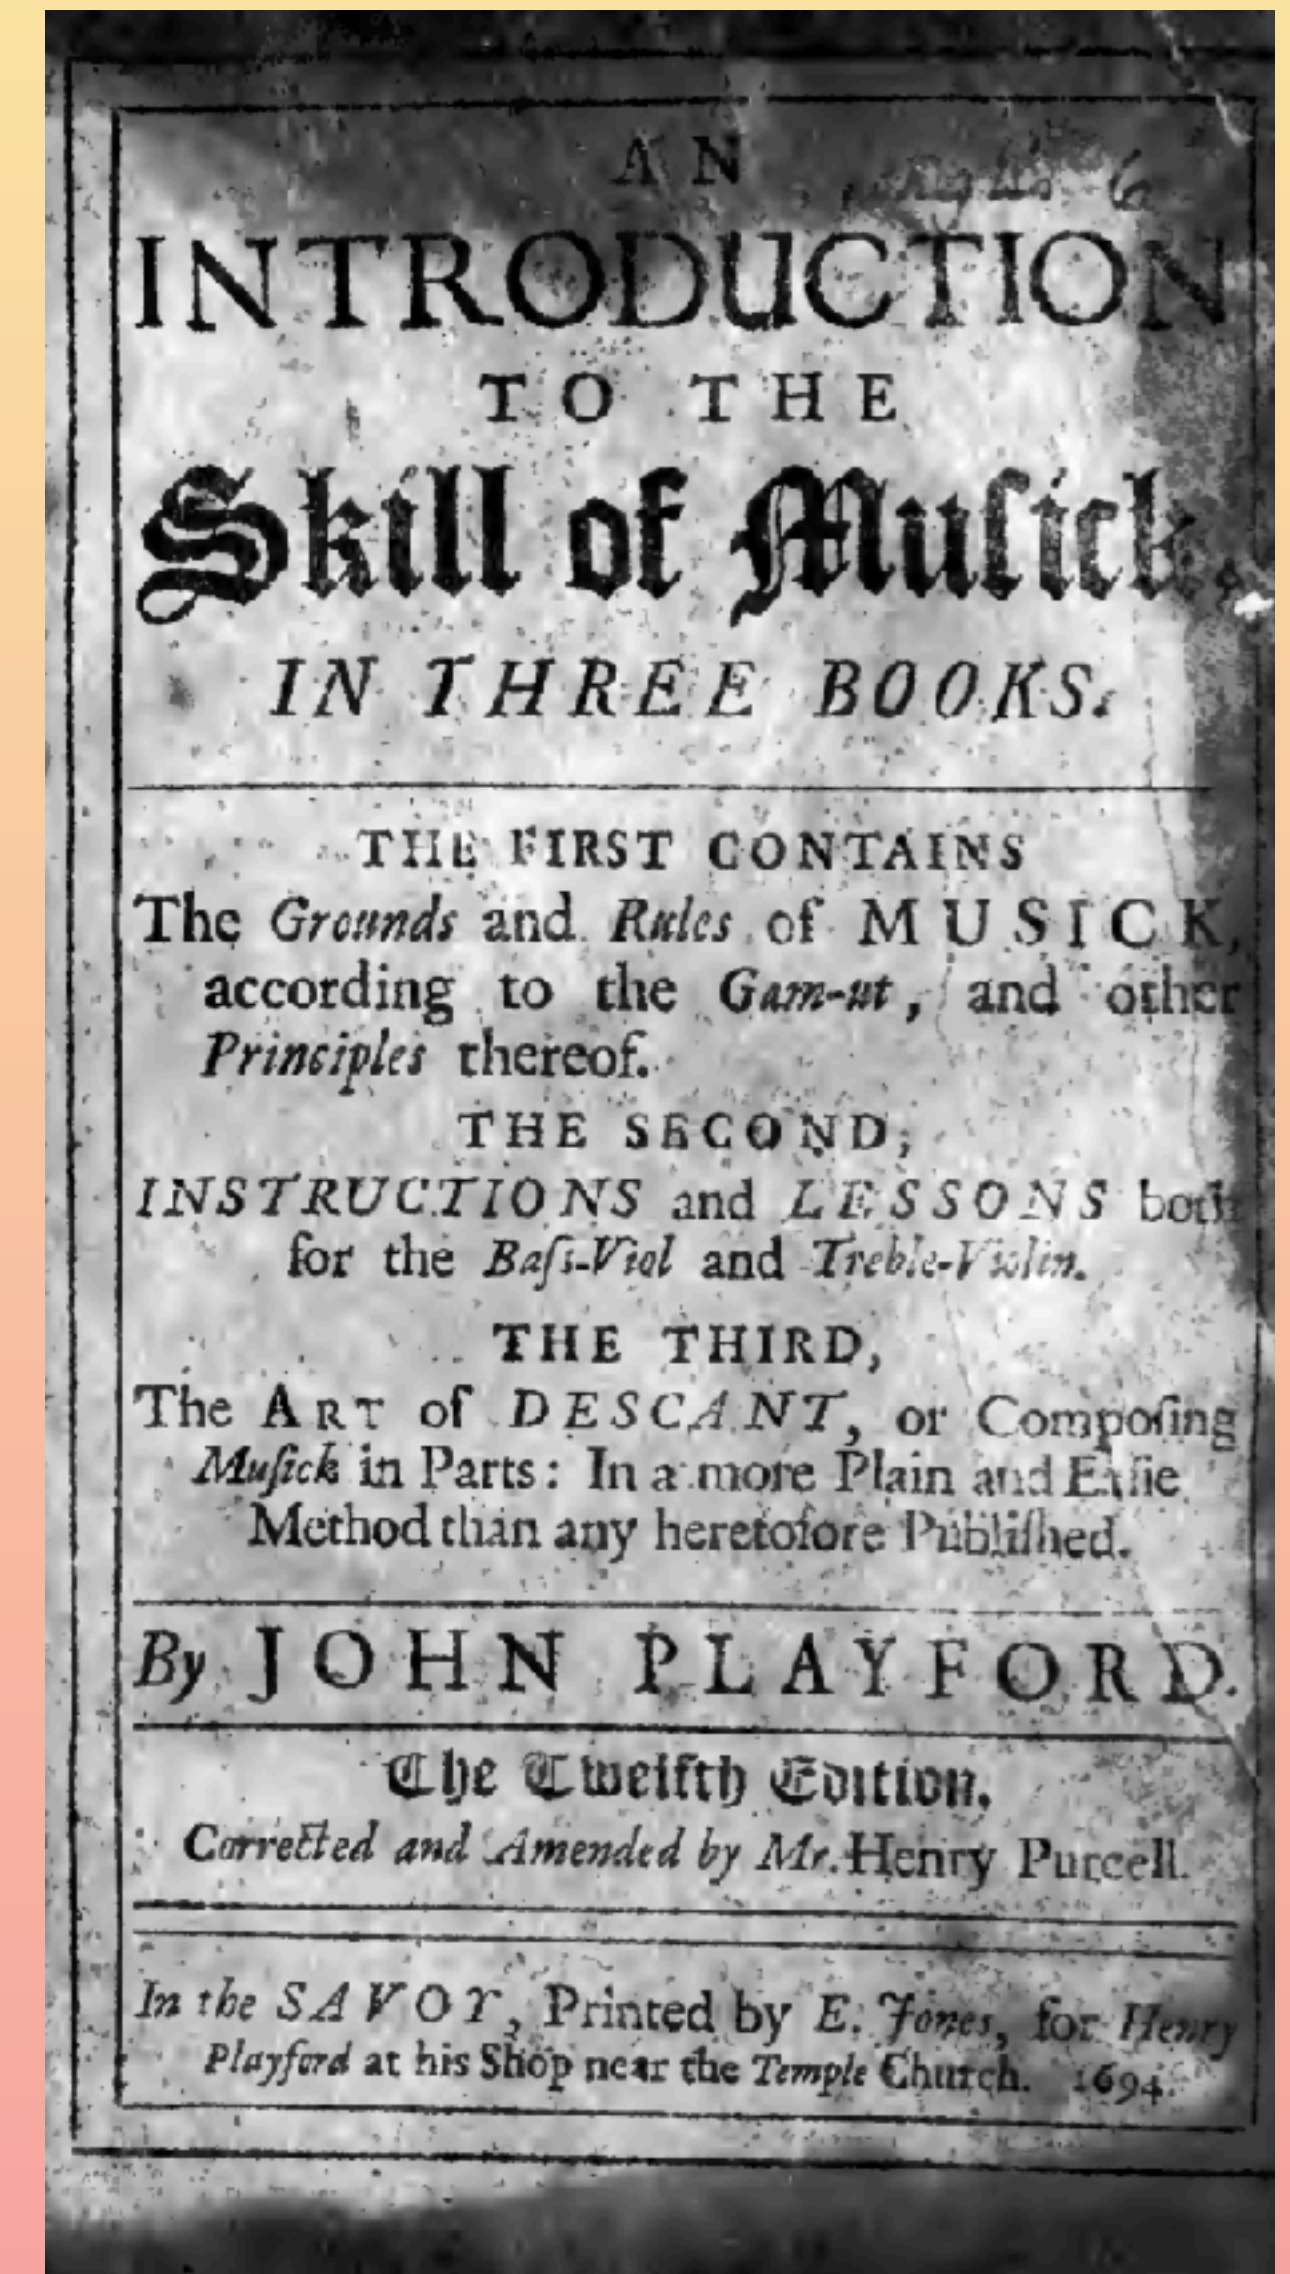 AN
INTRODUCTION
TO THE
Skill of Muſick,
IN THREE BOOKS.
THE FIRST CONTAINS
The Grounds and Rules of MUSICK,
according to the Gam-ut, and other
Principles thereof.
THE SECOND,
INSTRUCTIONS and LESSONS both
for the Baſs-Viol and Treble-Violin.
THE THIRD,
The ART of DESCANT, or Compoſing
Muſick in Parts: In a more Plain and Eaſie
Method than any heretofore Publiſhed.
By JOHN PLAYFORD.
The Twelfth Edition.
Corrected and Amended by Mr. Henry Purcell.
In the SAVOY, Printed by E. Jones, for Henry
Playford at his Shop near the Temple Church. 1694.